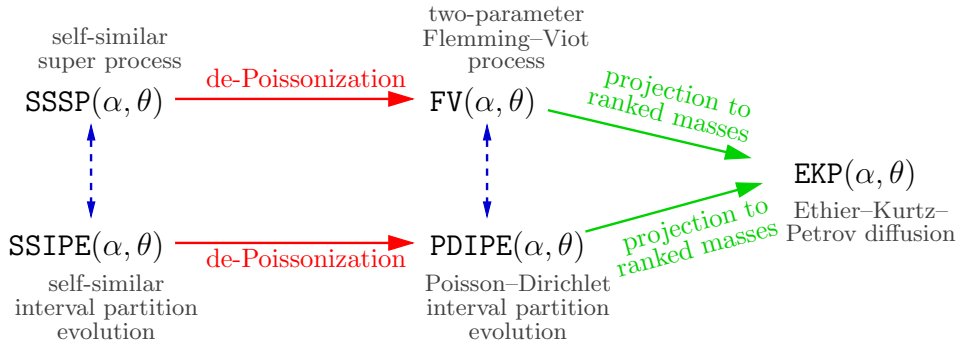 two-parameter
Flemming–Viot
process
self-similar
super process
de-Poissonization
projection to
ranked masses
SSSP(α, θ)
FV(α, θ)
EKP(α, θ)
Ethier–Kurtz–
Petrov diffusion
SSIPE(α, θ)
de-Poissonization
PDIPE(α, θ)
projection to
ranked masses
self-similar
interval partition
evolution
Poisson–Dirichlet
interval partition
evolution